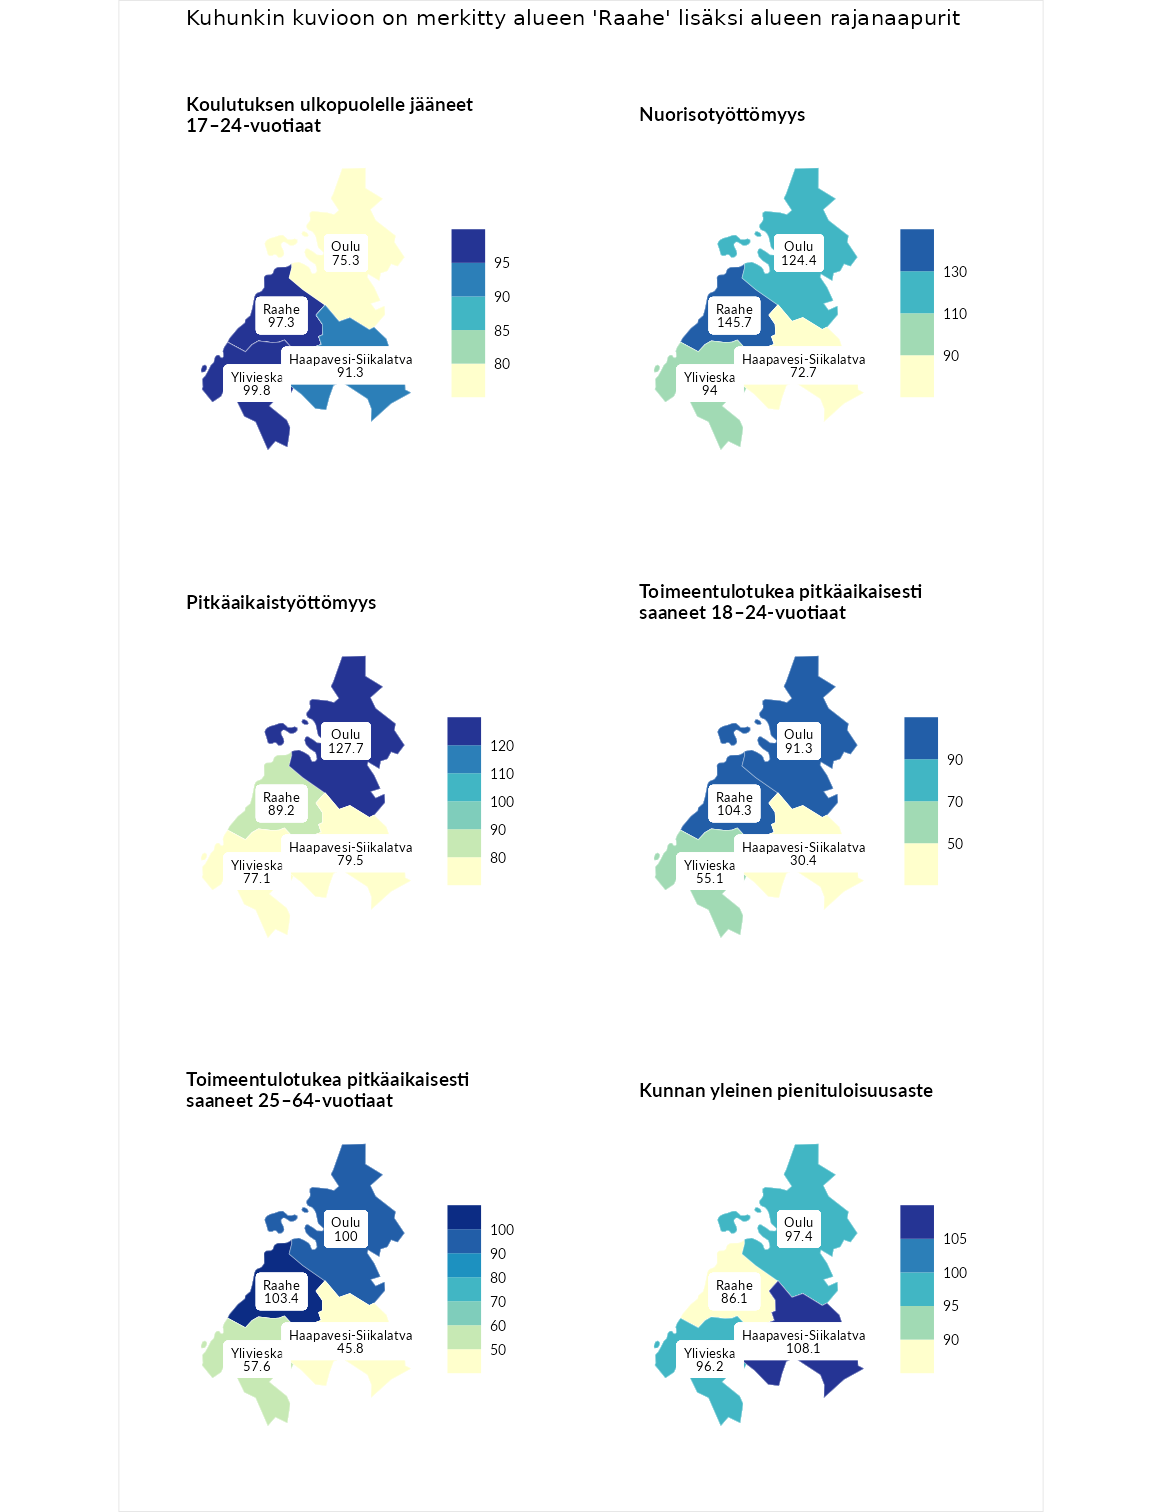 Kuhunkin kuvioon on merkitty alueen 'Raahe' lisäksi alueen rajanaapurit
Koulutuksen ulkopuolelle jääneet
17–24-vuotiaat
Oulu
75.3
Raahe
97.3
Haapavesi-Siikalatva
91.3
Ylivieska
99.8
95
90
85
80
Nuorisotyöttömyys
Oulu
124.4
Raahe
145.7
Haapavesi-Siikalatva
72.7
Ylivieska
94
130
110
90
Pitkäaikaistyöttömyys
Oulu
127.7
Raahe
89.2
Haapavesi-Siikalatva
79.5
Ylivieska
77.1
120
110
100
90
80
Toimeentulotukea pitkäaikaisesti
saaneet 18–24-vuotiaat
Oulu
91.3
Raahe
104.3
Haapavesi-Siikalatva
30.4
Ylivieska
55.1
90
70
50
Toimeentulotukea pitkäaikaisesti
saaneet 25–64-vuotiaat
Oulu
100
Raahe
103.4
Haapavesi-Siikalatva
45.8
Ylivieska
57.6
100
90
80
70
60
50
Kunnan yleinen pienituloisuusaste
Oulu
97.4
Raahe
86.1
Haapavesi-Siikalatva
108.1
Ylivieska
96.2
105
100
95
90